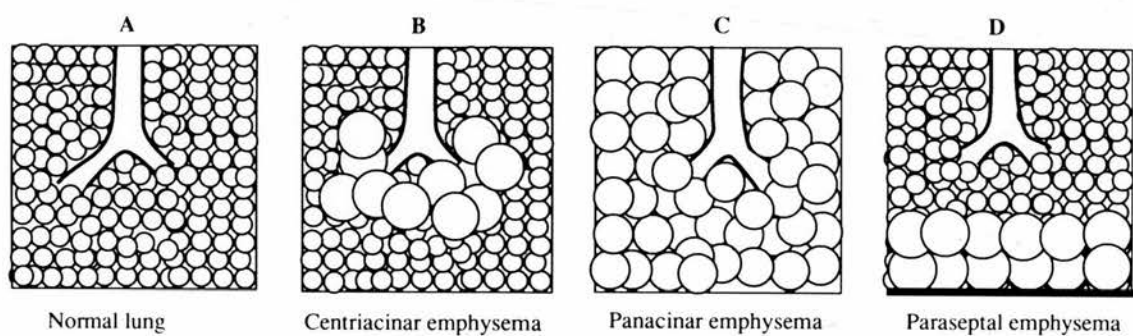 A
B
C
D
Normal lung
Centriacinar emphysema
Panacinar emphysema
Paraseptal emphysema